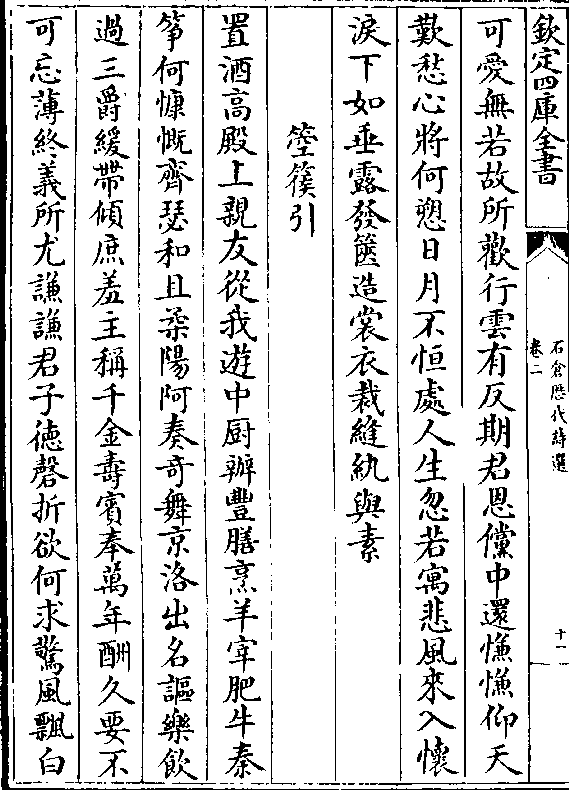 欽定四庫全書
石倉歴代詩選
卷二
十一
可愛無若故所歡行雲有反期君恩儻中還慊慊仰天
歎愁心將何愬日月不恒處人生忽若寓悲風來入懷
淚下如垂露發篋造裳衣裁縫紈與素
箜篌引
置酒高殿上親友從我遊中厨辦豐膳烹羊宰肥牛秦
筝何慷慨齊瑟和且柔陽阿奏奇舞京洛出名謳樂飲
過三爵緩帶傾庶羞主稱千金壽賓奉萬年酬久要不
可忘薄終義所尤謙謙君子德磬折欲何求驚風飄白